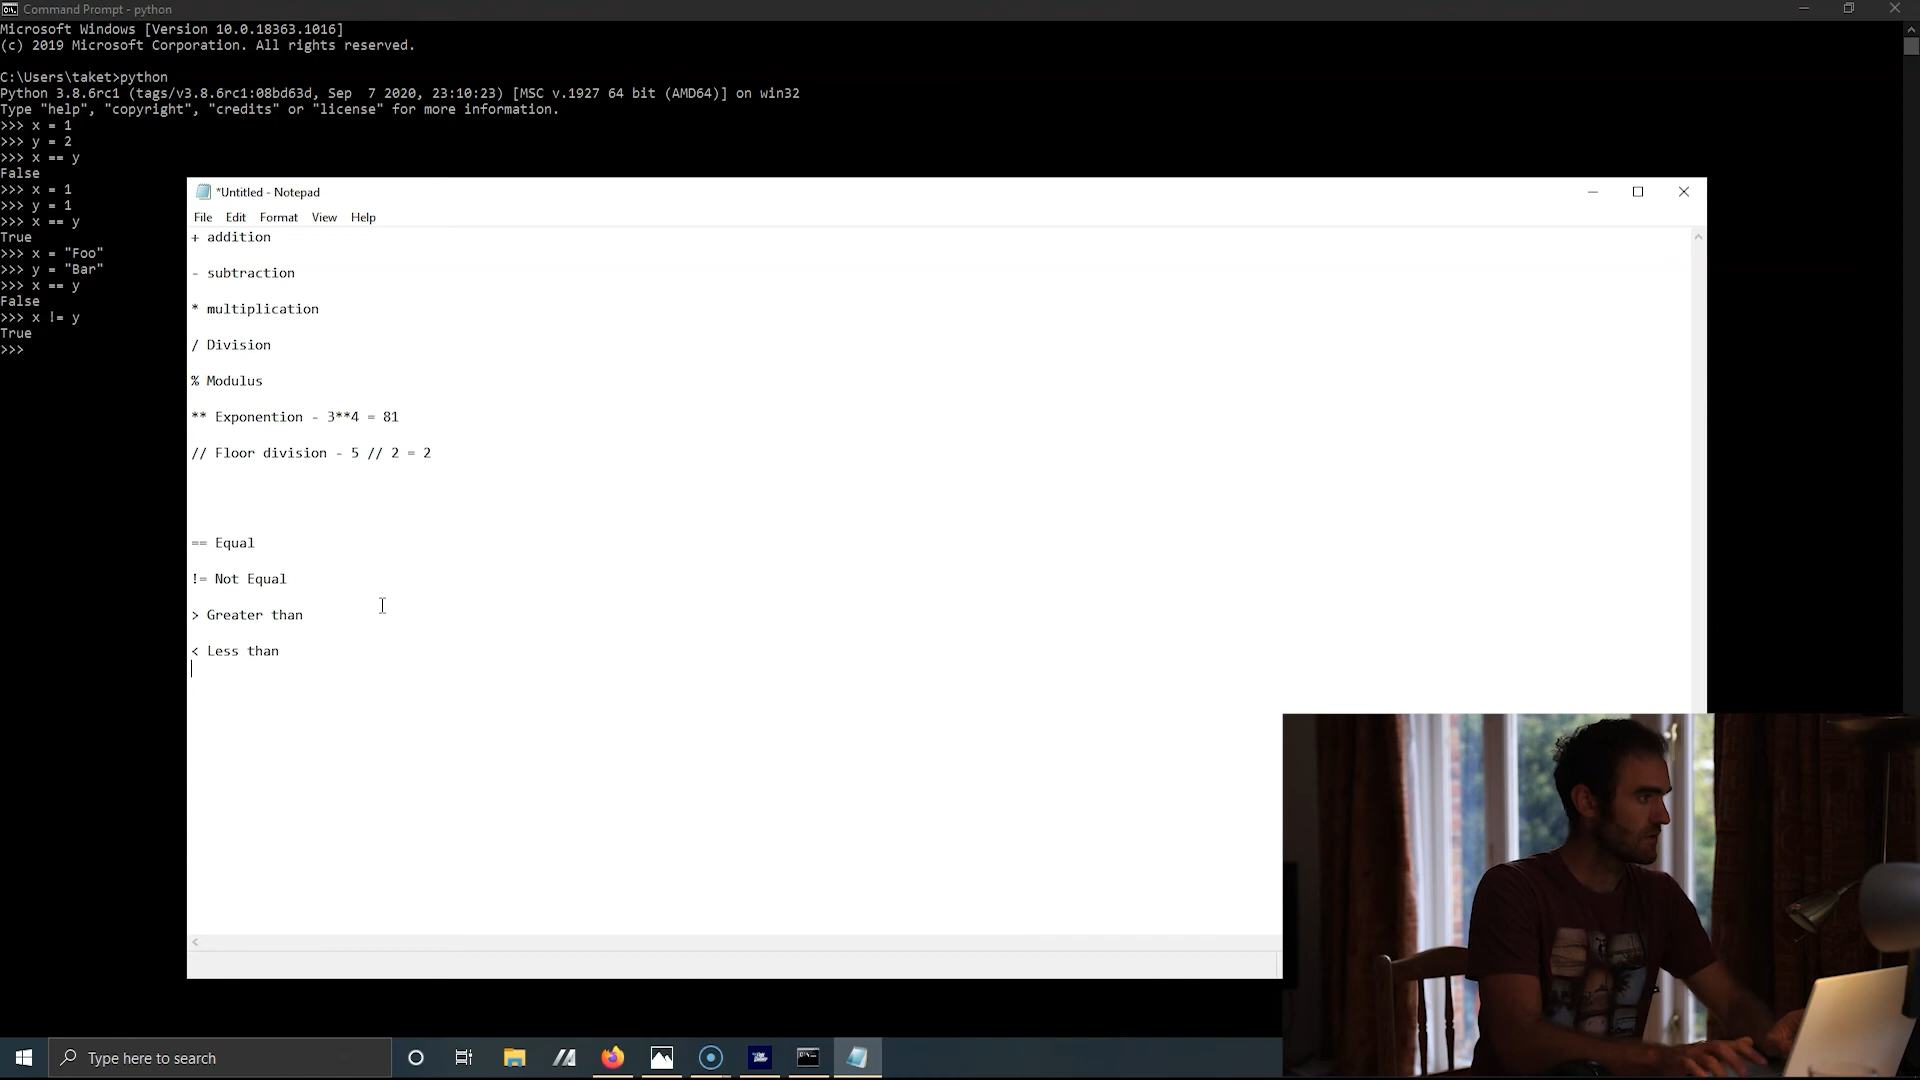 Command Prompt - python
Microsoft Windows [Version 10.0.18363.1016]
(c) 2019 Microsoft Corporation. All rights reserved.
C:\Users\taket>python
Python 3.8.6rc1 (tags/v3.8.6rc1:08bd63d, Sep  7 2020, 23:10:23) [MSC v.1927 64 bit (AMD64)] on win32
Type "help", "copyright", "credits" or "license" for more information.
>>> x = 1
>>> y = 2
>>> x == y
False
>>> x = 1
>>> y = 1
>>> x == y
True
>>> x = "Foo"
>>> y = "Bar"
>>> x == y
False
>>> x != y
True
>>>
*Untitled - Notepad
File Edit Format View Help
+ addition
- subtraction
* multiplication
/ Division
% Modulus
** Exponention - 3**4 = 81
// Floor division - 5 // 2 = 2
== Equal
!= Not Equal
> Greater than
< Less than
Type here to search